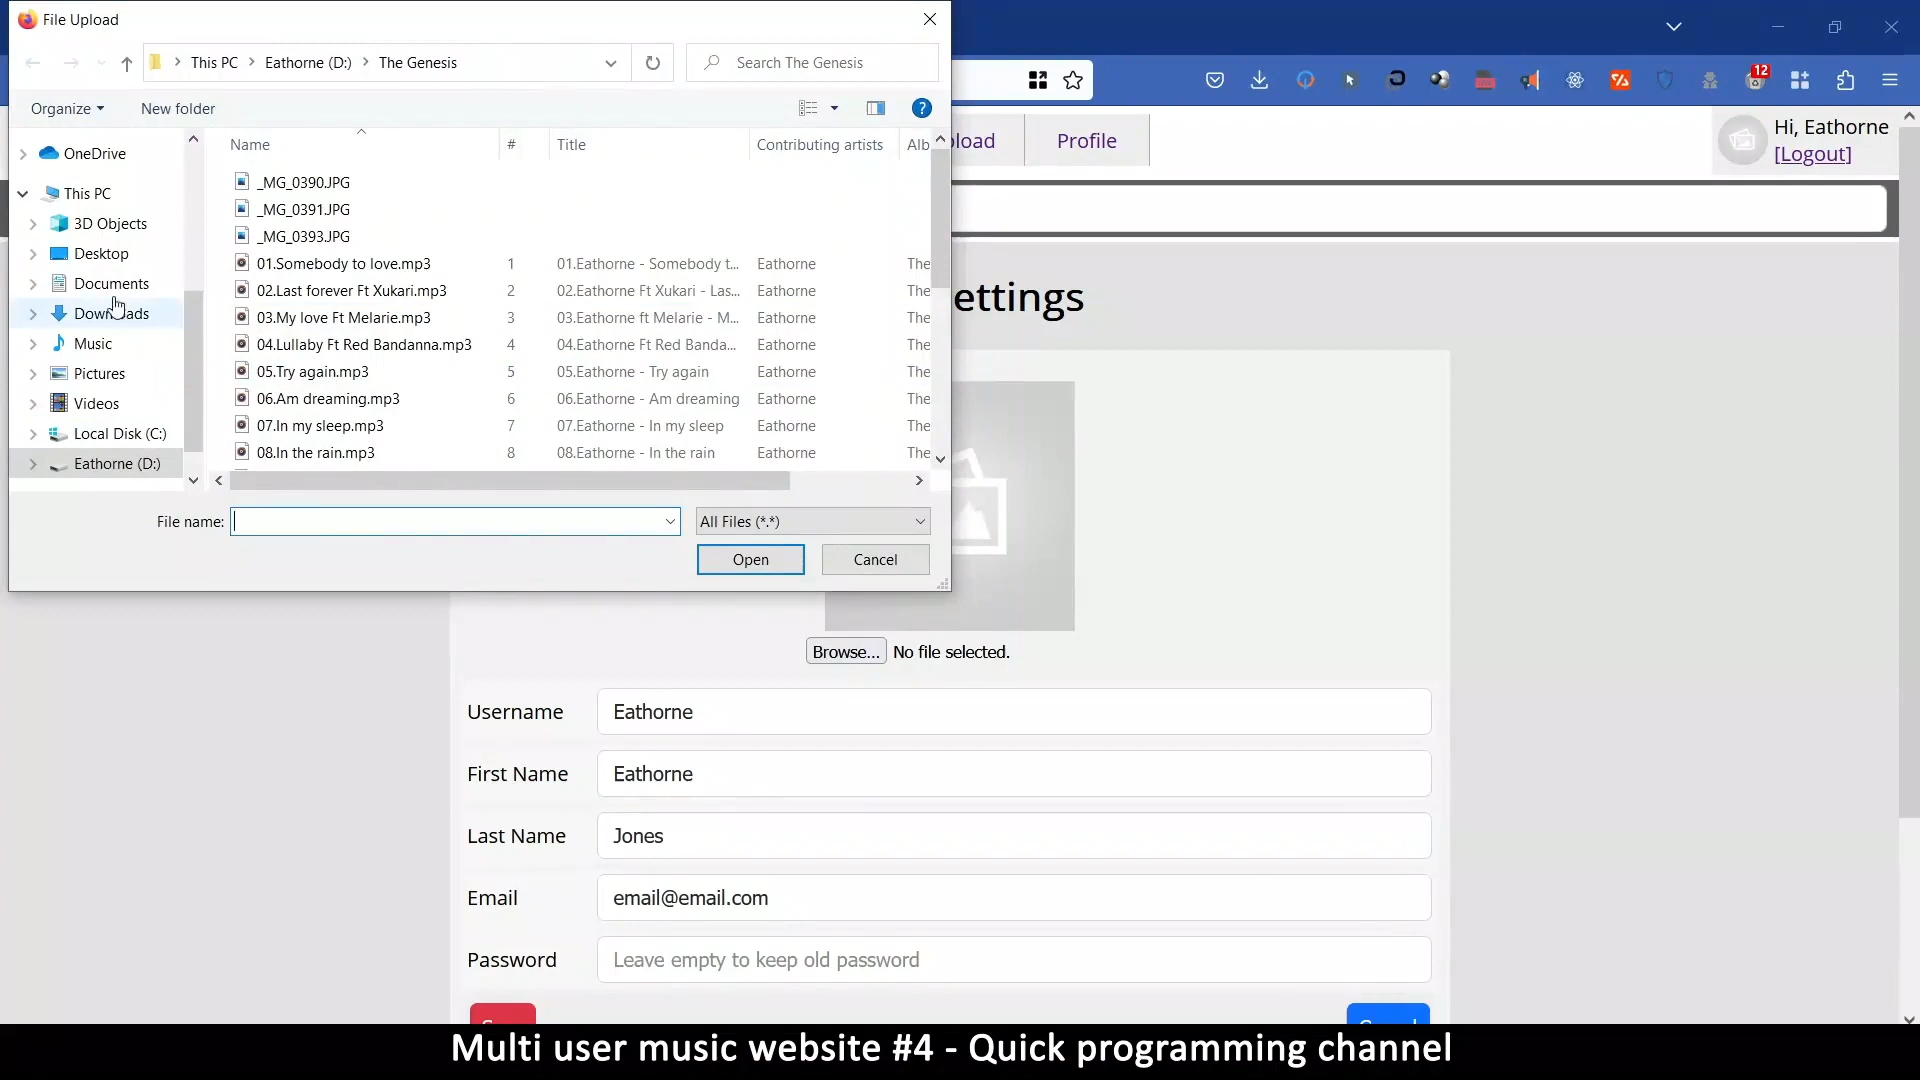 File Upload
This PC > Eathorne (D:) > The Genesis
Search The Genesis
Organize
New folder
12
OneDrive
This PC
3D Objects
Desktop
Documents
Downloads
Music
Pictures
Videos
Local Disk (C:)
Eathorne (D:)
Name # Title Contributing artists Alb
_MG_0390.JPG
_MG_0391.JPG
_MG_0393.JPG
01.Somebody to love.mp3 1 01.Eathorne - Somebody t... Eathorne The
02.Last forever Ft Xukari.mp3 2 02.Eathorne Ft Xukari - Las... Eathorne The
03.My love Ft Melarie.mp3 3 03.Eathorne ft Melarie - M... Eathorne The
04.Lullaby Ft Red Bandanna.mp3 4 04.Eathorne Ft Red Banda... Eathorne The
05.Try again.mp3 5 05.Eathorne - Try again Eathorne The
06.Am dreaming.mp3 6 06.Eathorne - Am dreaming Eathorne The
07.In my sleep.mp3 7 07.Eathorne - In my sleep Eathorne The
08.In the rain.mp3 8 08.Eathorne - In the rain Eathorne The
File name:
All Files (*.*)
Open
Cancel
load
Profile
Hi, Eathorne
[Logout]
ettings
Browse... No file selected.
Username Eathorne
First Name Eathorne
Last Name Jones
Email email@email.com
Password Leave empty to keep old password
Multi user music website #4 - Quick programming channel